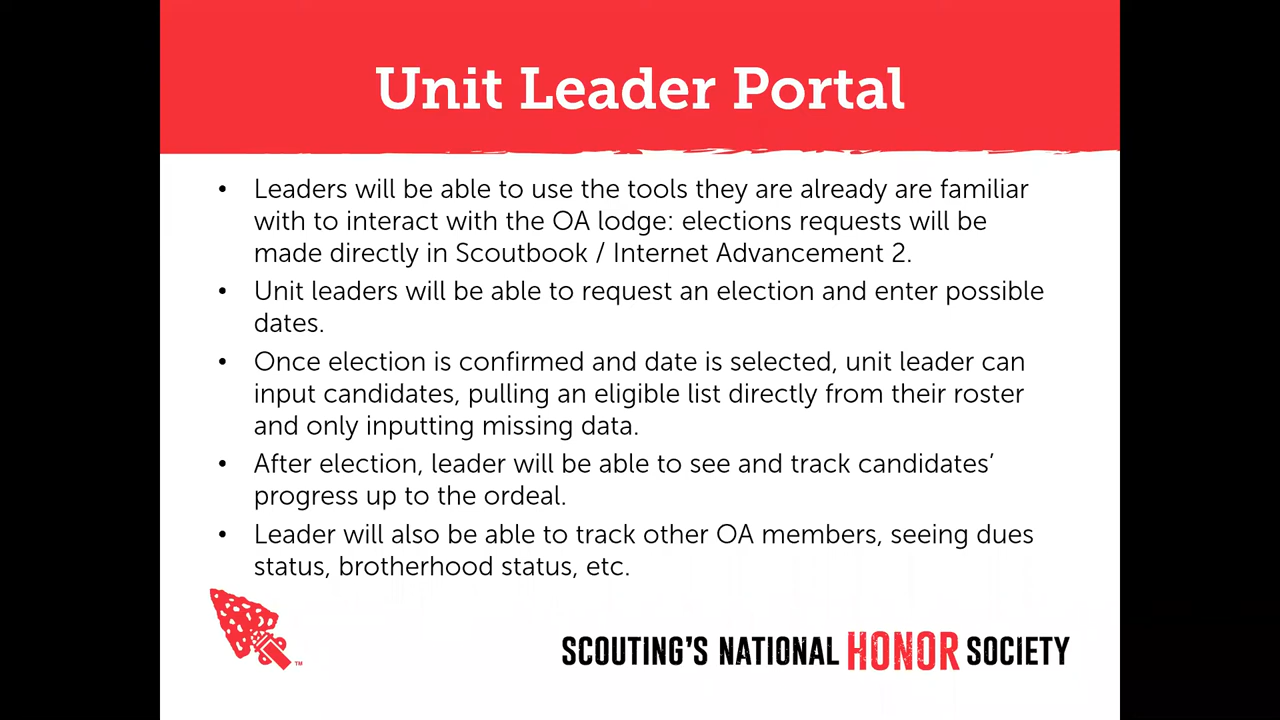 Unit Leader Portal
• Leaders will be able to use the tools they are already are familiar
with to interact with the OA lodge: elections requests will be
made directly in Scoutbook / Internet Advancement 2.
• Unit leaders will be able to request an election and enter possible
dates.
• Once election is confirmed and date is selected, unit leader can
input candidates, pulling an eligible list directly from their roster
and only inputting missing data.
• After election, leader will be able to see and track candidates’
progress up to the ordeal.
• Leader will also be able to track other OA members, seeing dues
status, brotherhood status, etc.
™
SCOUTING'S NATIONAL HONOR SOCIETY